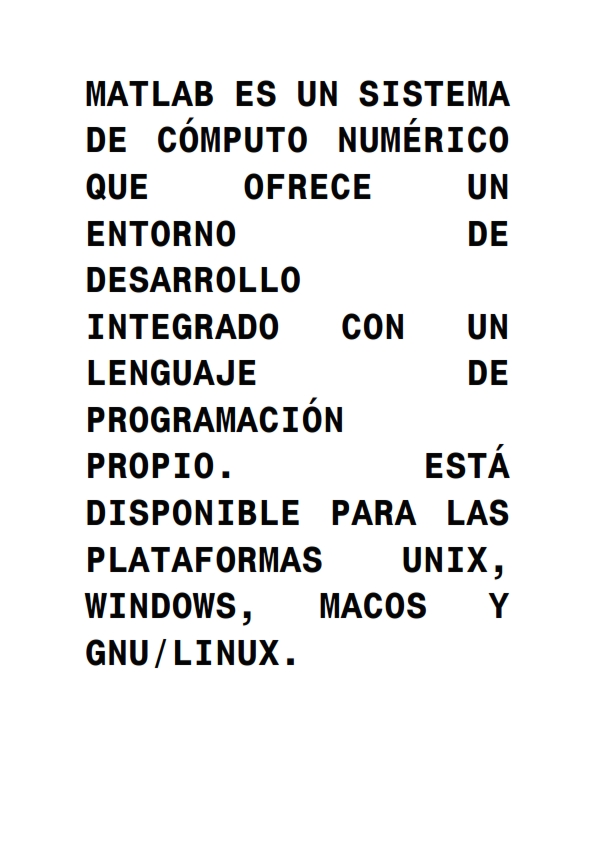 MATLAB ES UN SISTEMA
DE CÓMPUTO NUMÉRICO
QUE OFRECE UN
ENTORNO DE
DESARROLLO
INTEGRADO CON UN
LENGUAJE DE
PROGRAMACIÓN
PROPIO. ESTÁ
DISPONIBLE PARA LAS
PLATAFORMAS UNIX,
WINDOWS, MACOS Y
GNU/LINUX.